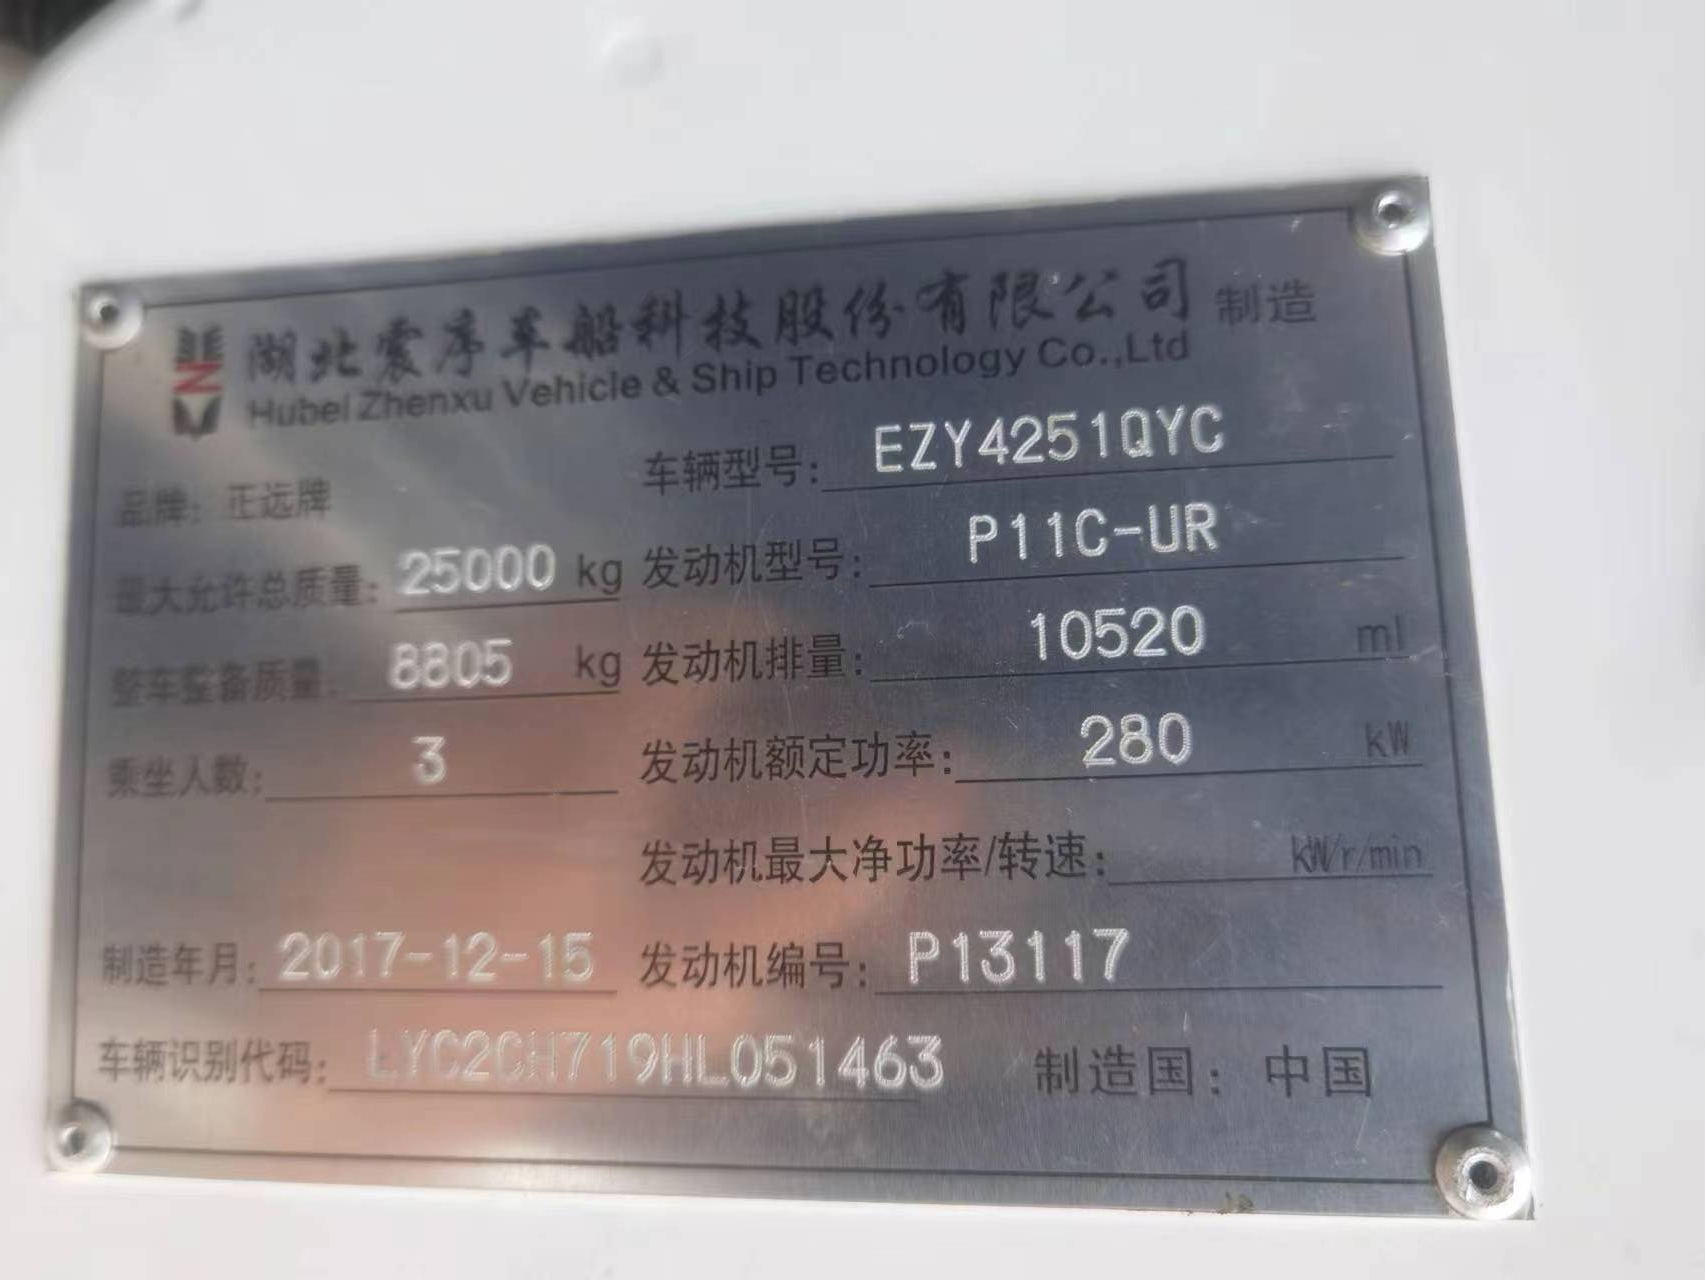 湖北震序车船科技股份有限公司 制造
Hubei Zhenxu Vehicle & Ship Technology Co.,Ltd
品牌：正远牌 车辆型号：EZY4251QYC
最大允许总质量：25000 kg 发动机型号：P11C-UR
整车整备质量：8805 kg 发动机排量：10520 ml
乘坐人数：3 发动机额定功率：280 kW
发动机最大净功率/转速： kW/r/min
制造年月：2017-12-15 发动机编号：P13117
车辆识别代码：LYC2CH719HL051463 制造国：中国